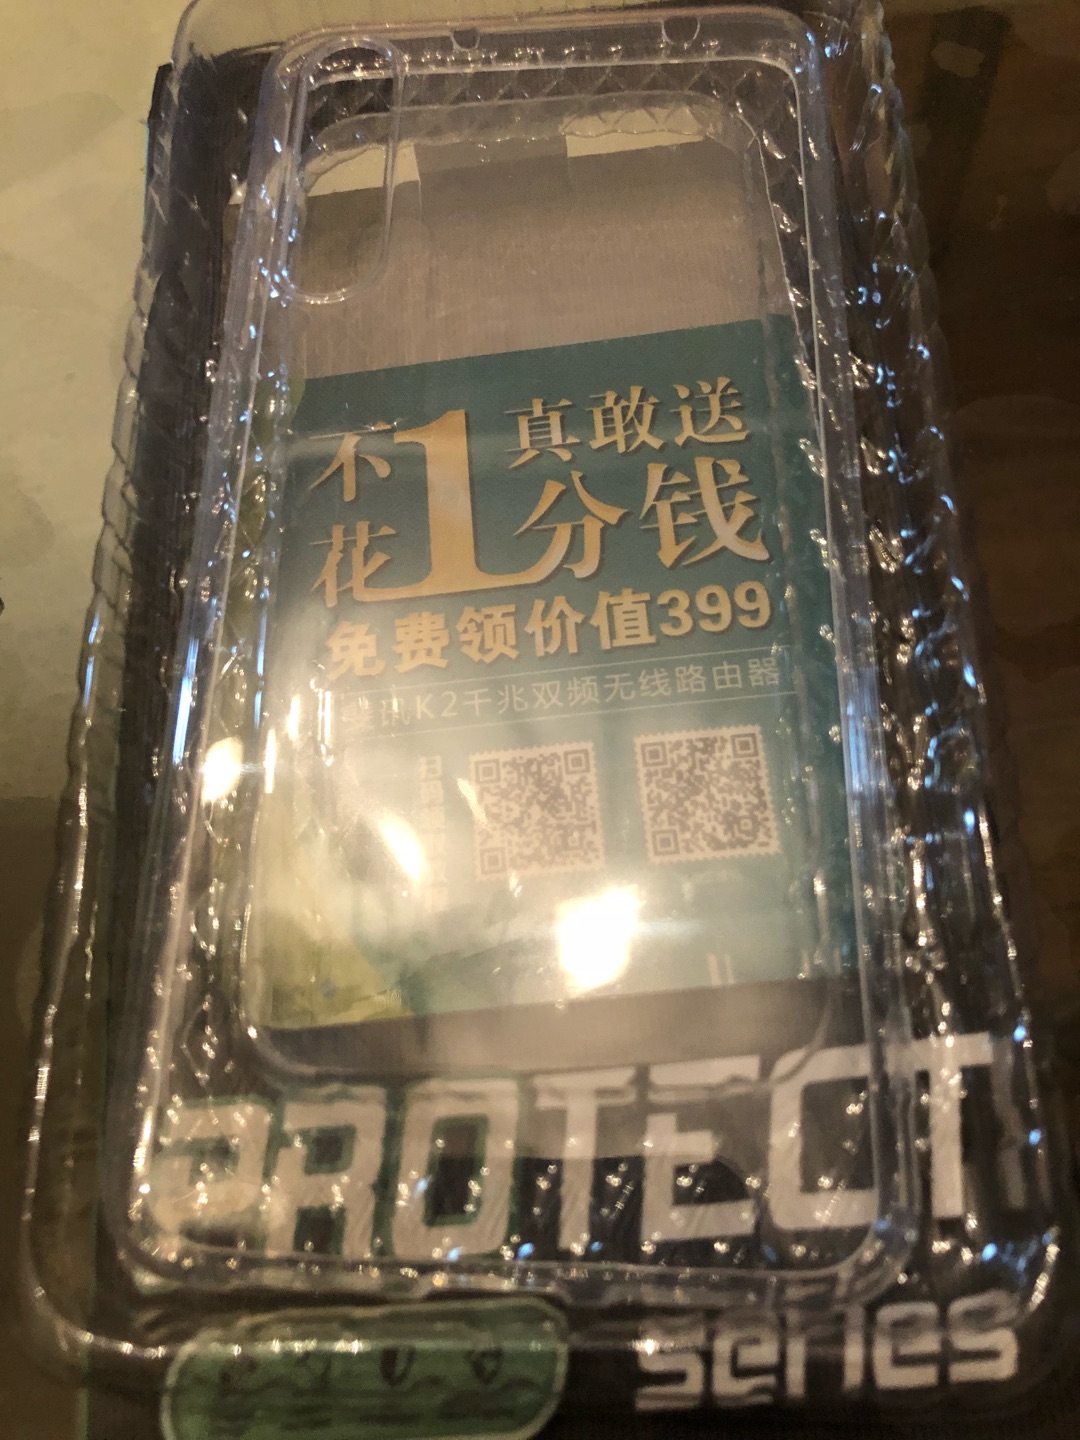 不花1分钱
真敢送
免费领价值399
讯K2千兆双频无线路由器
PROTECT
series